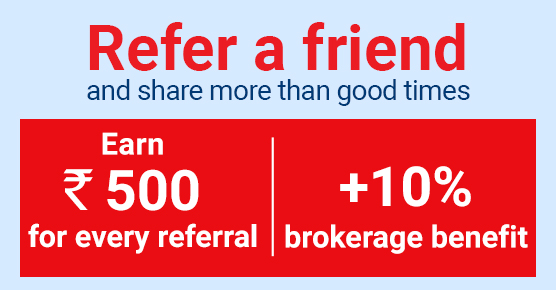 Refer a friend
and share more than good times
Earn
₹ 500
for every referral
+10%
brokerage benefit